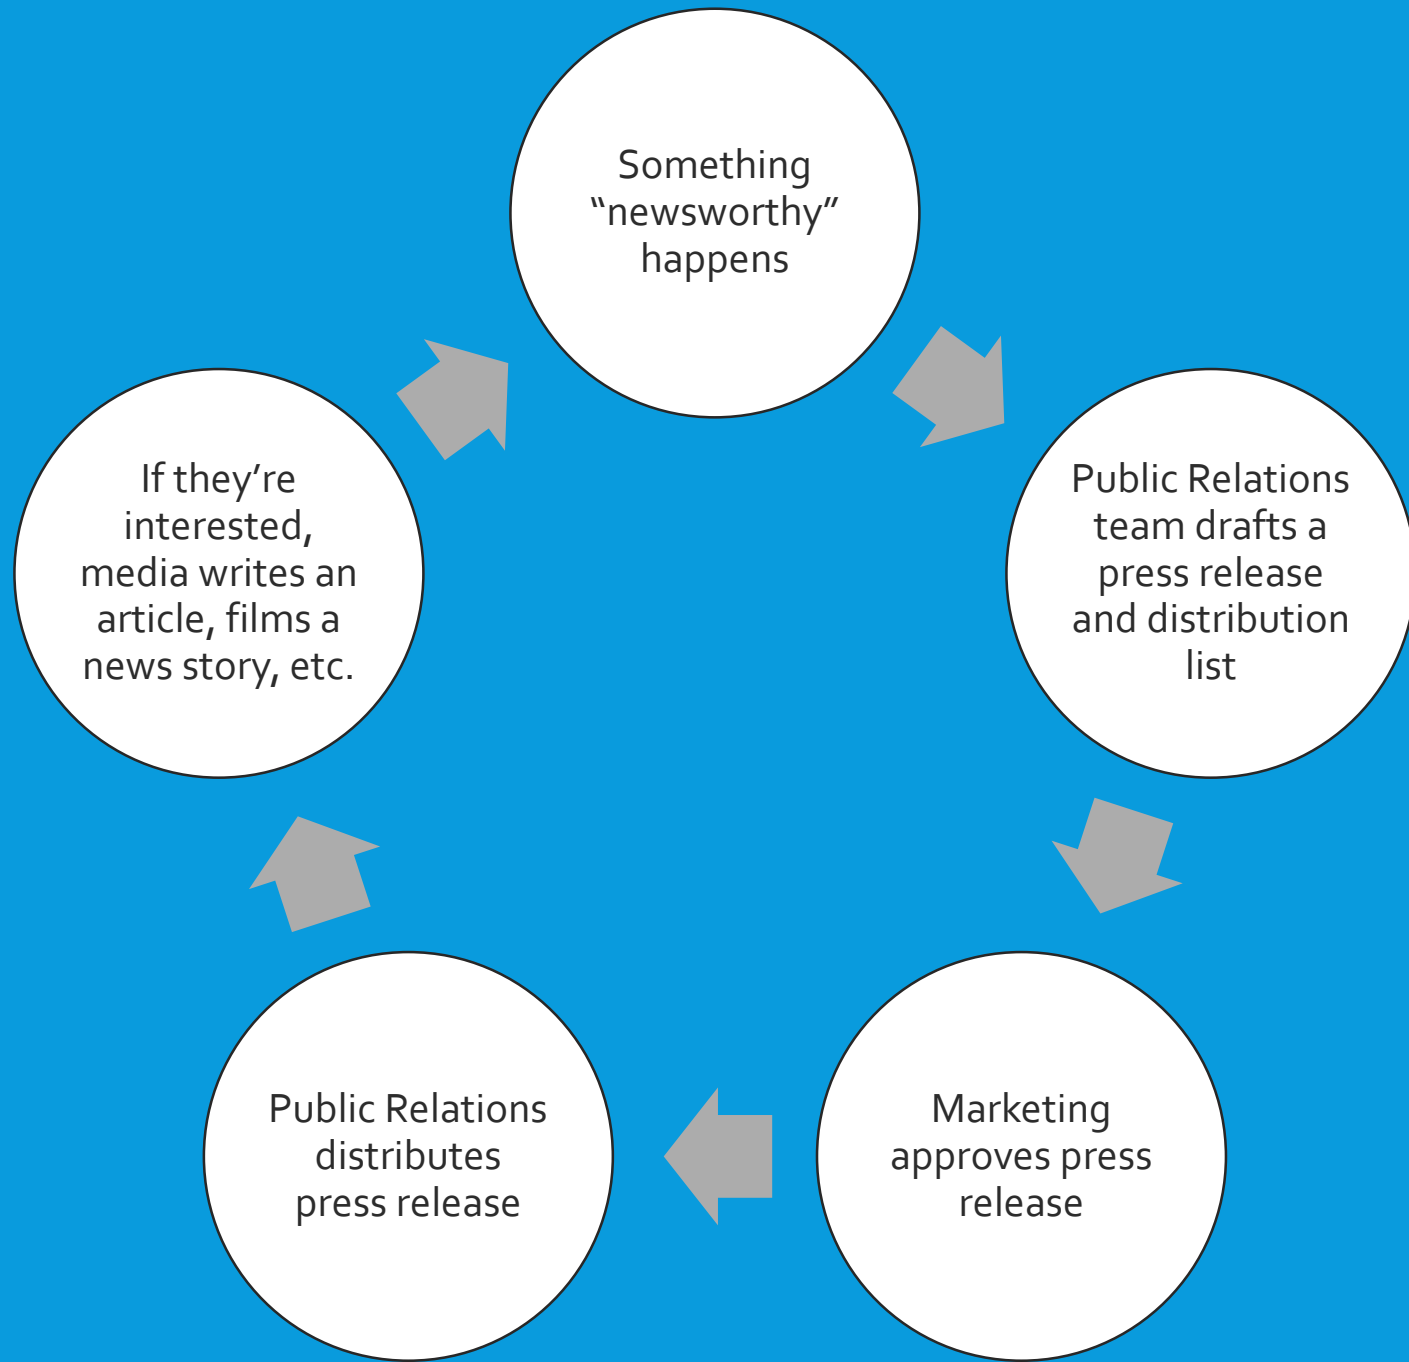 Something
“newsworthy”
happens
Public Relations
team drafts a
press release
and distribution
list
Marketing
approves press
release
Public Relations
distributes
press release
If they’re
interested,
media writes an
article, films a
news story, etc.